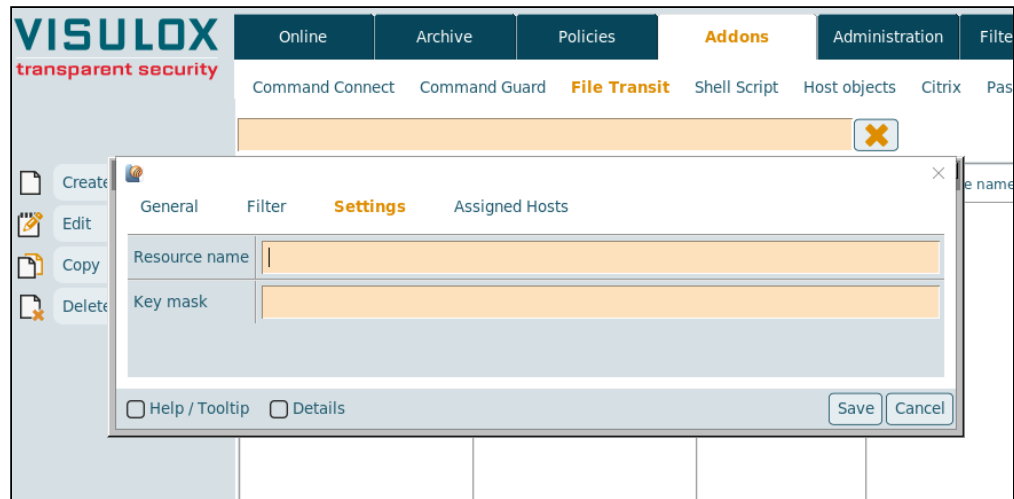 VISULOX
transparent security
Online Archive Policies Addons Administration Filte
Command Connect Command Guard File Transit Shell Script Host objects Citrix Pas
Create
Edit
Copy
Delete
e name
General Filter Settings Assigned Hosts
Resource name
Key mask
Help / Tooltip Details Save Cancel